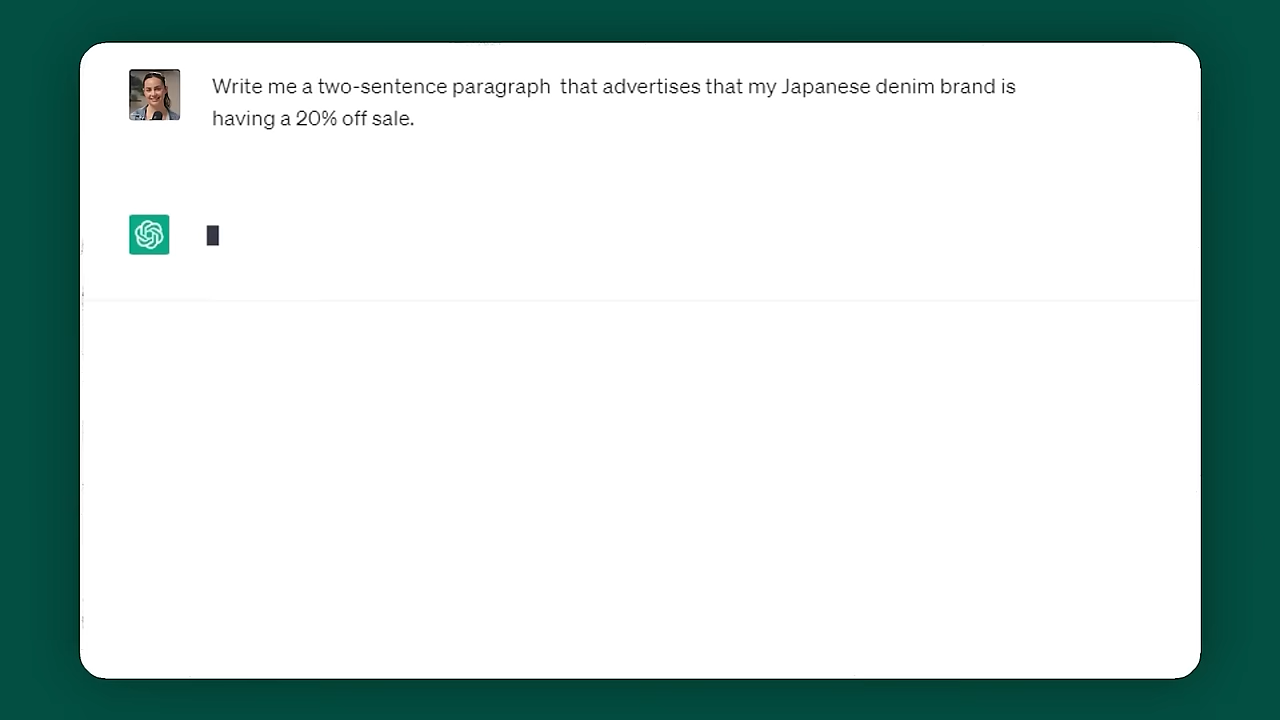 Write me a two-sentence paragraph  that advertises that my Japanese denim brand is
having a 20% off sale.